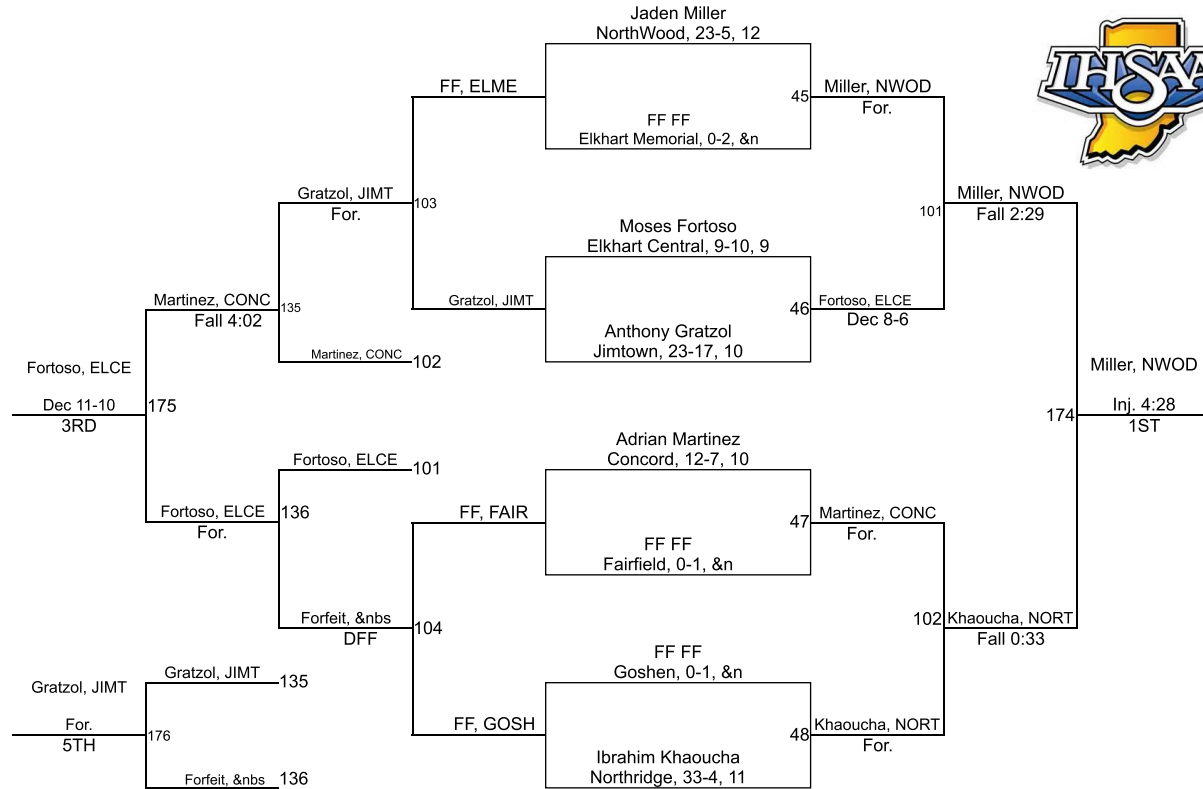 Jaden Miller
NorthWood, 23-5, 12
IHSAA
FF, ELME
45
Miller, NWOD
For.
FF FF
Elkhart Memorial, 0-2, &n
Gratzol, JIMT
For.
103
101
Miller, NWOD
Fall 2:29
Moses Fortoso
Elkhart Central, 9-10, 9
Martinez, CONC
Fall 4:02
135
Gratzol, JIMT
46
Fortoso, ELCE
Dec 8-6
Anthony Gratzol
Jimtown, 23-17, 10
Martinez, CONC
102
Fortoso, ELCE
Dec 11-10
3RD
175
174
Miller, NWOD
Inj. 4:28
1ST
Adrian Martinez
Concord, 12-7, 10
Fortoso, ELCE
101
Fortoso, ELCE
For.
136
FF, FAIR
47
Martinez, CONC
For.
FF FF
Fairfield, 0-1, &n
Forfeit, &nbs
DFF
104
102
Khaoucha, NORT
Fall 0:33
FF FF
Goshen, 0-1, &n
Gratzol, JIMT
For.
5TH
176
Gratzol, JIMT
135
FF, GOSH
48
Khaoucha, NORT
For.
Ibrahim Khaoucha
Northridge, 33-4, 11
Forfeit, &nbs
136